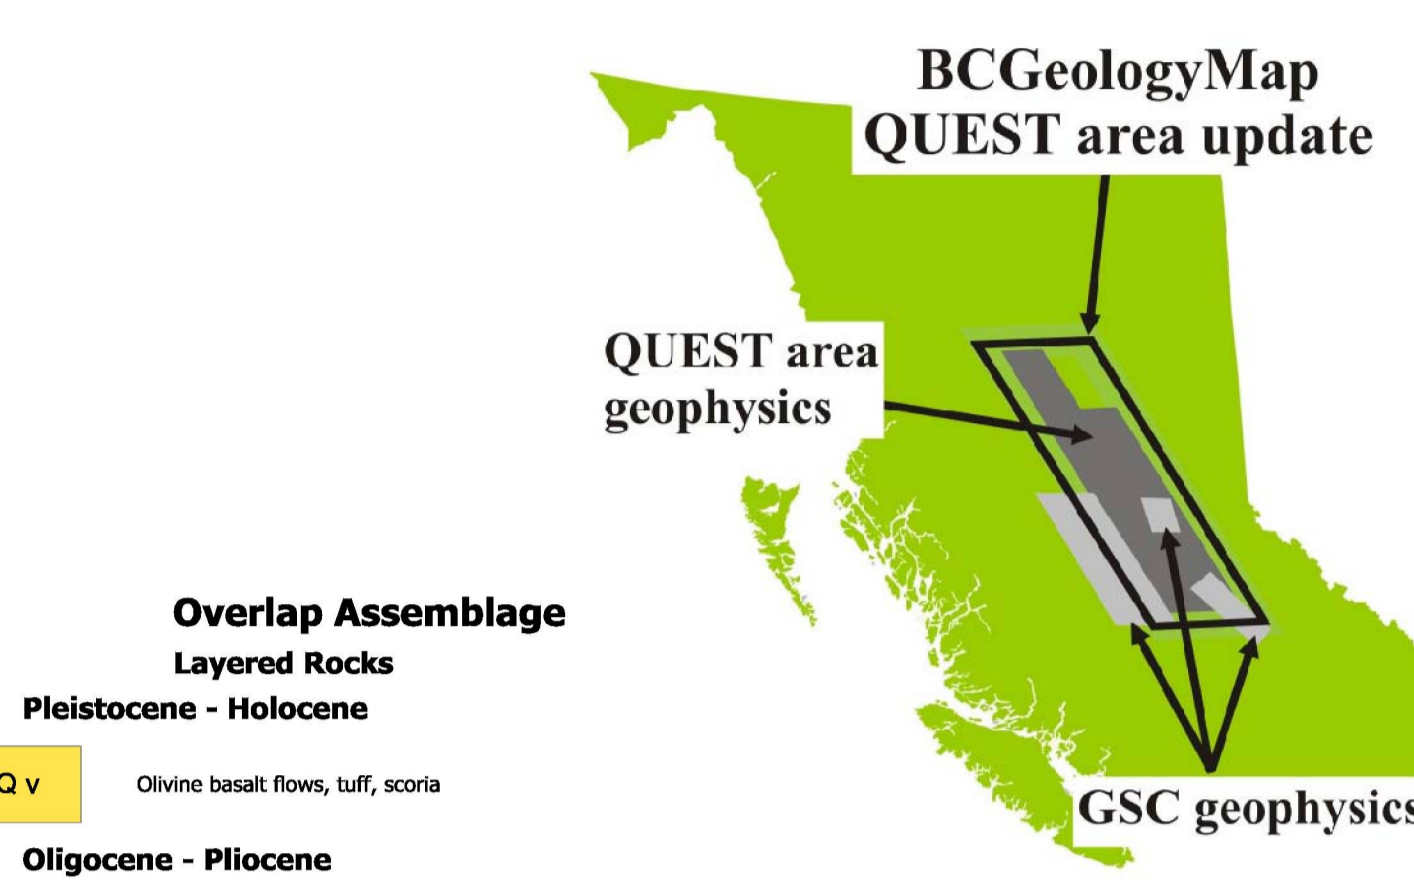 BCGeologyMap
QUEST area update
QUEST area
geophysics
GSC geophysics
Overlap Assemblage
Layered Rocks
Pleistocene - Holocene
Q v
Olivine basalt flows, tuff, scoria
Oligocene - Pliocene